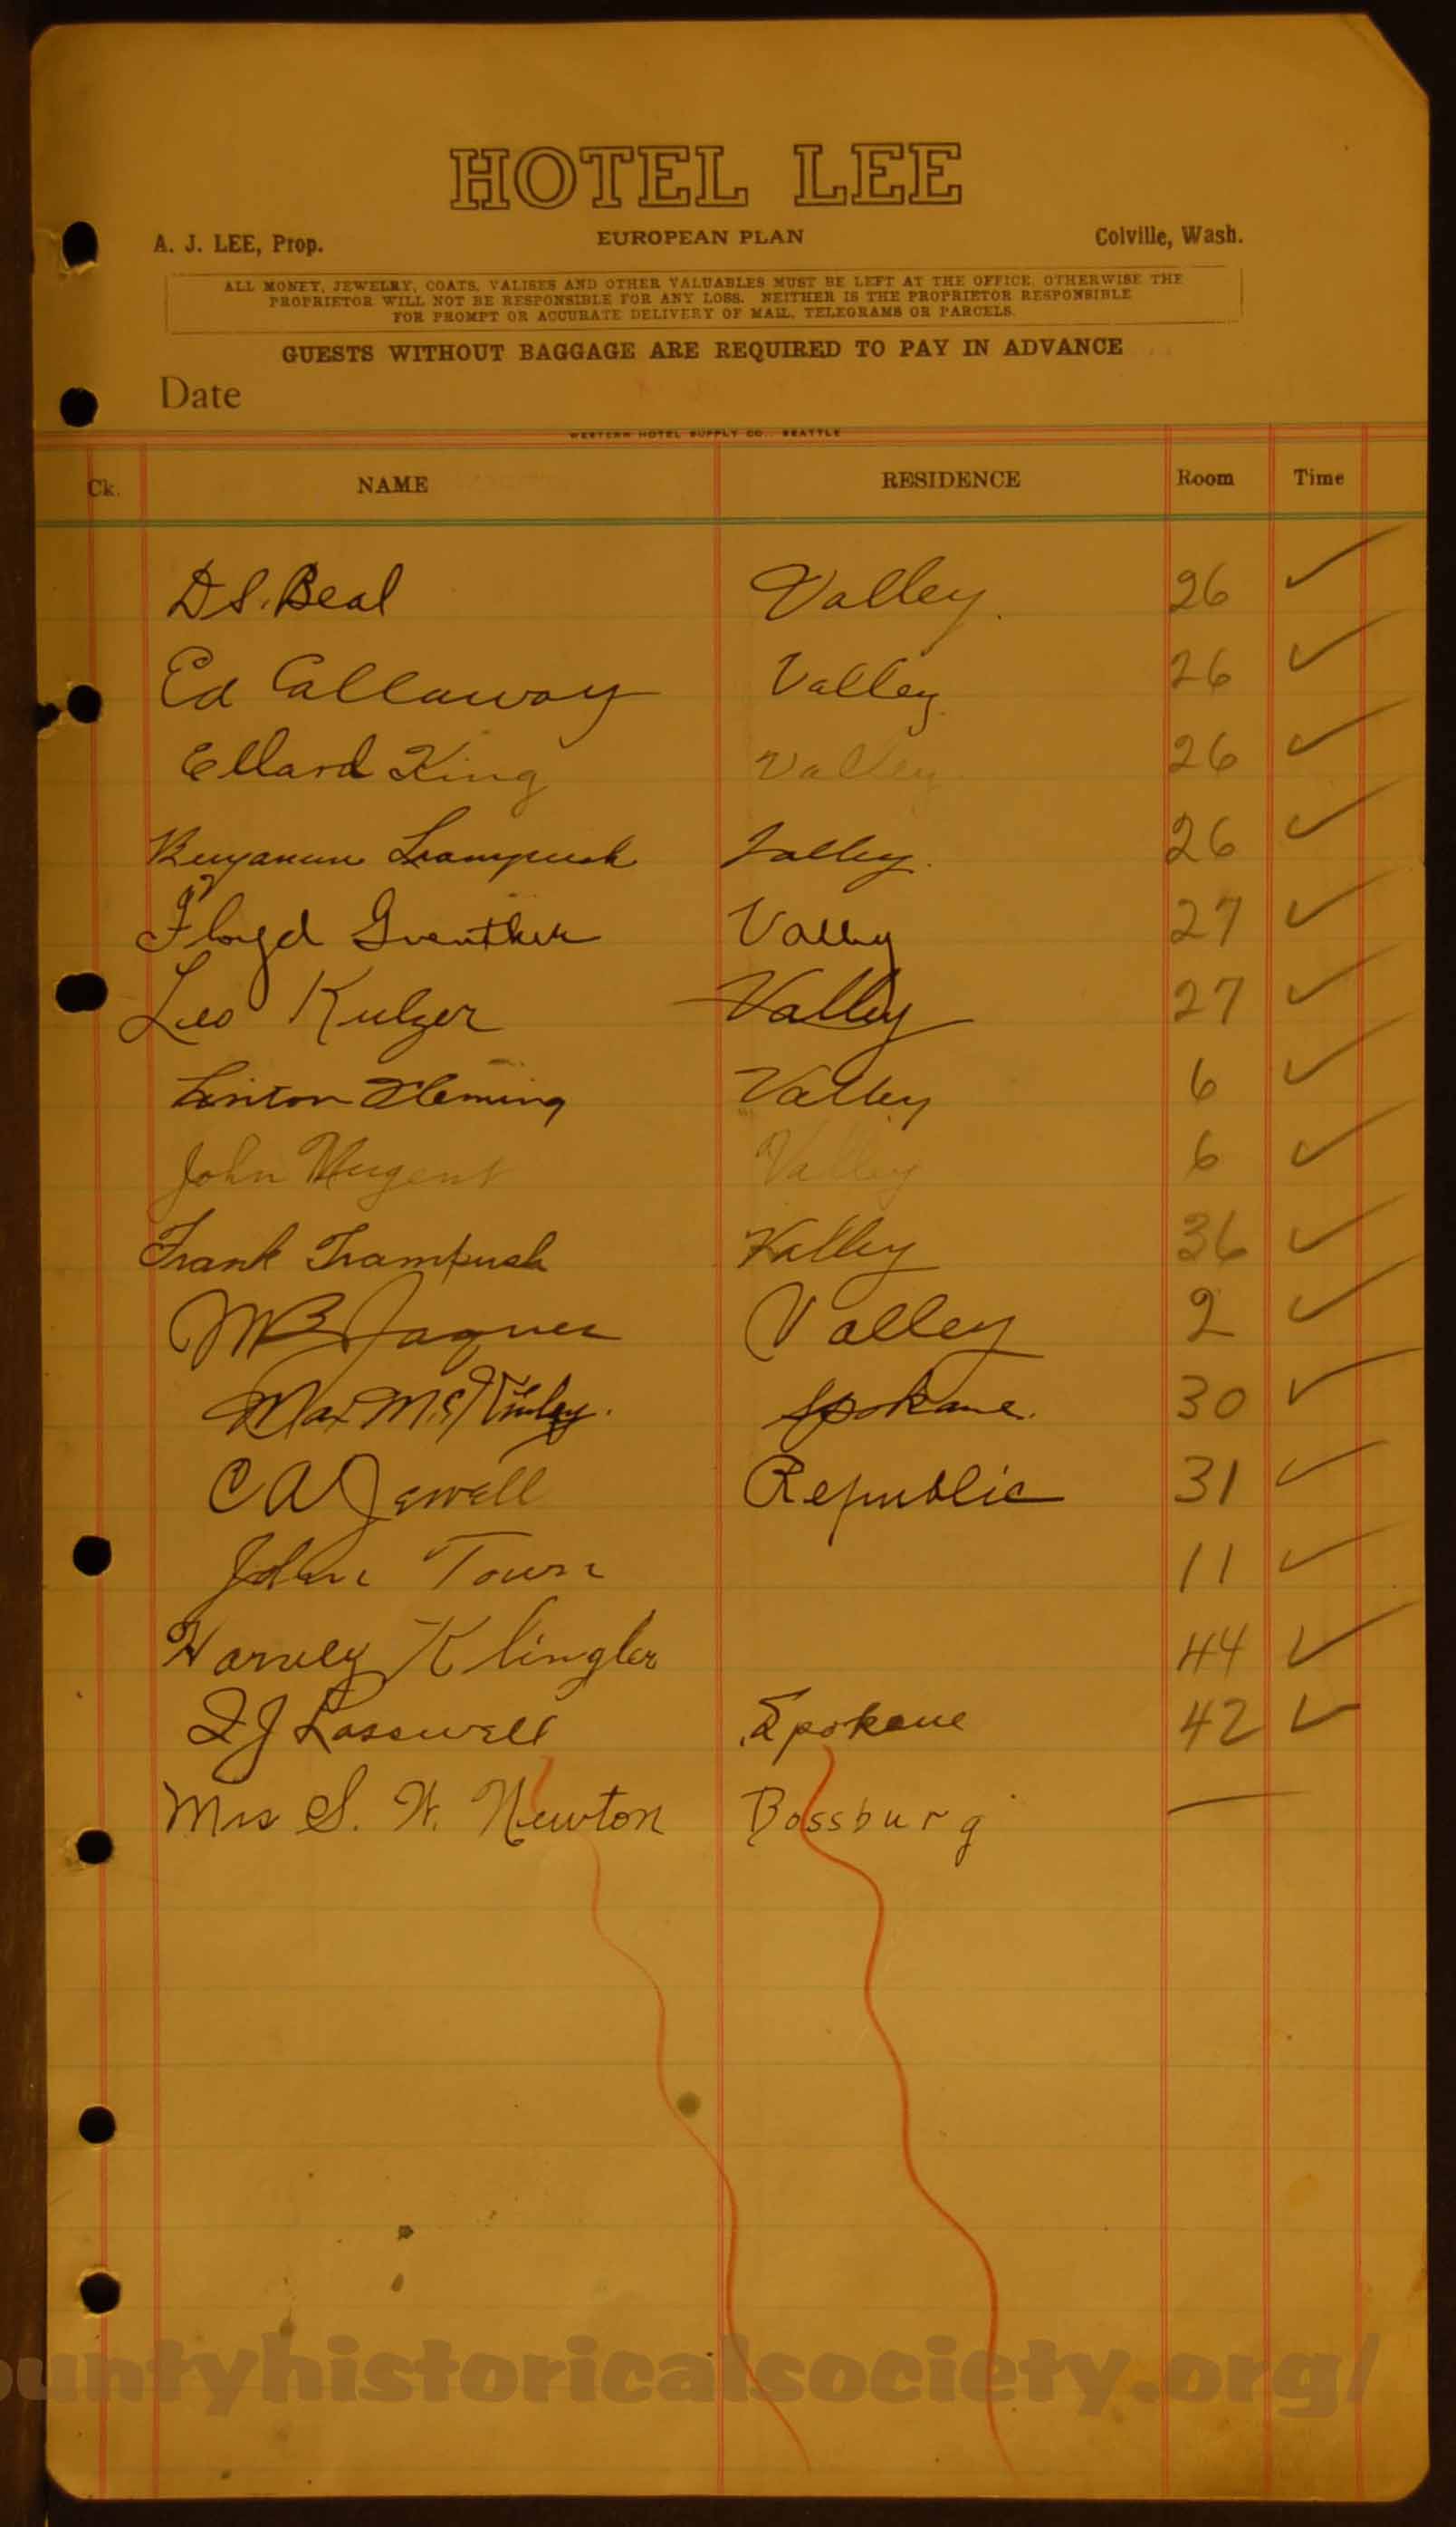 HOTEL LEE
A. J. LEE, Prop. EUROPEAN PLAN Colville, Wash.
ALL MONEY, JEWELRY, COATS, VALISES AND OTHER VALUABLES MUST BE LEFT AT THE OFFICE, OTHERWISE THE
PROPRIETOR WILL NOT BE RESPONSIBLE FOR ANY LOSS. NEITHER IS THE PROPRIETOR RESPONSIBLE
FOR PROMPT OR ACCURATE DELIVERY OF MAIL, TELEGRAMS OR PARCELS.
GUESTS WITHOUT BAGGAGE ARE REQUIRED TO PAY IN ADVANCE
Date
WESTERN HOTEL SUPPLY CO., SEATTLE
Ck. NAME RESIDENCE Room Time
D S. Beal Valley. 26 ✓
Ed Callaway Valley 26 ✓
Ellard King Valley 26 ✓
Valley. 26 ✓
Floyd Valley 27 ✓
Leo Kulzer Valley 27 ✓
Linton Fleming Valley 6 ✓
John Nugent Valley 6 ✓
Frank Trampush Valley 36 ✓
M B Jaques Valley 2 ✓
Max Spokane. 30 ✓
C A Jewell Republic 31 ✓
John Town 11 ✓
Harvey Klingler 44 ✓
Lasswell Spokane 42 ✓
Mrs S. W. Newton Bossburg —
untyhistoricalsociety.org/